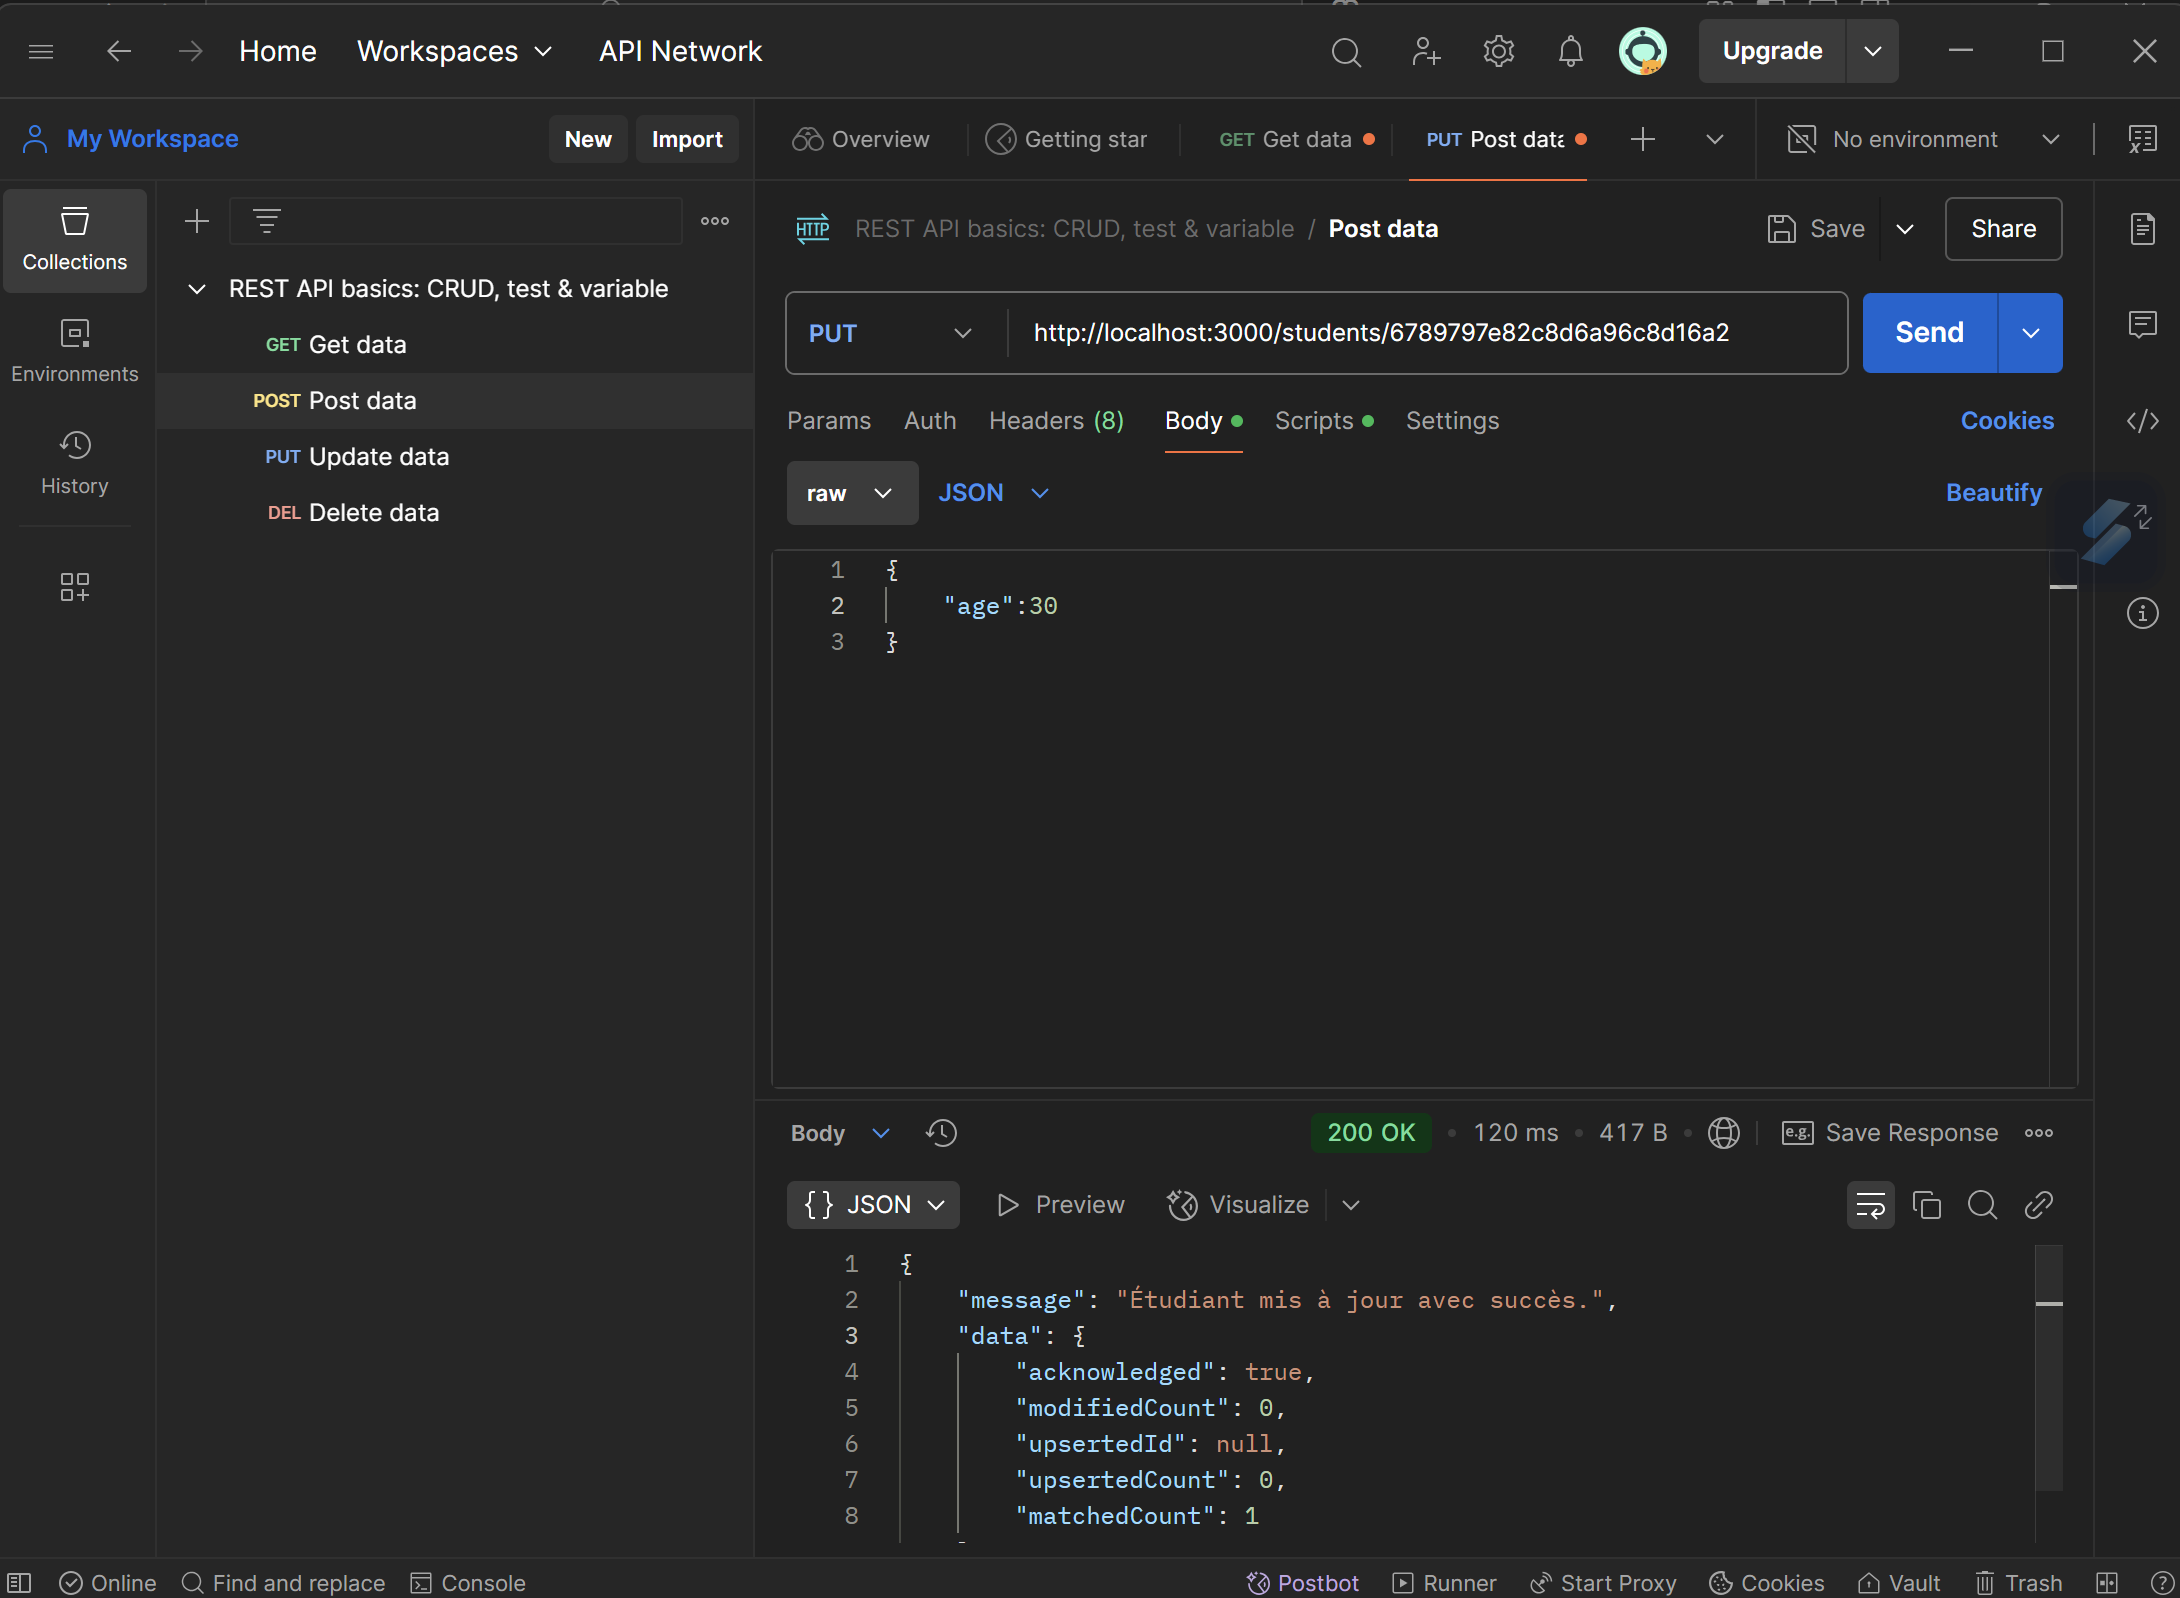 Home Workspaces API Network Upgrade
My Workspace New Import
Overview Getting star GET Get data PUT Post data No environment
Collections
Environments
History
REST API basics: CRUD, test & variable
GET Get data
POST Post data
PUT Update data
DEL Delete data
HTTP REST API basics: CRUD, test & variable / Post data Save Share
PUT http://localhost:3000/students/6789797e82c8d6a96c8d16a2 Send
Params Auth Headers (8) Body Scripts Settings Cookies
raw JSON Beautify
1 {
2 "age":30
3 }
Body 200 OK 120 ms 417 B e.g. Save Response
{} JSON Preview Visualize
1 {
2 "message": "Étudiant mis à jour avec succès.",
3 "data": {
4 "acknowledged": true,
5 "modifiedCount": 0,
6 "upsertedId": null,
7 "upsertedCount": 0,
8 "matchedCount": 1
Online Find and replace Console Postbot Runner Start Proxy Cookies Vault Trash